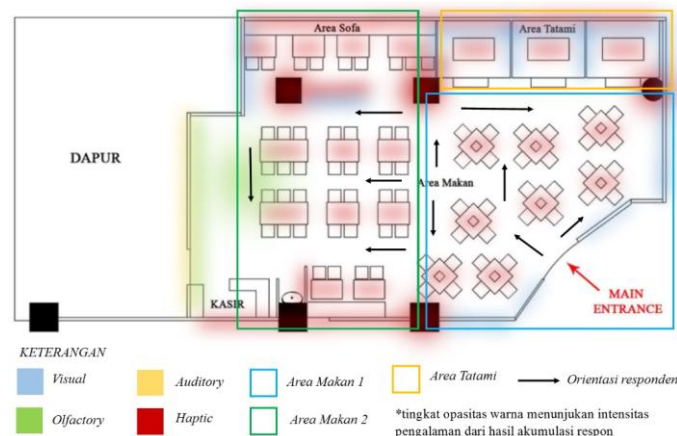 Area Sofa
Area Tatami
DAPUR
Area Makan
KASIR
MAIN
ENTRANCE
KETERANGAN
Visual
Auditory
Area Makan 1
Area Tatami
Orientasi responden
Olfactory
Haptic
Area Makan 2
*tingkat opasitas warna menunjukan intensitas
pengalaman dari hasil akumulasi respon